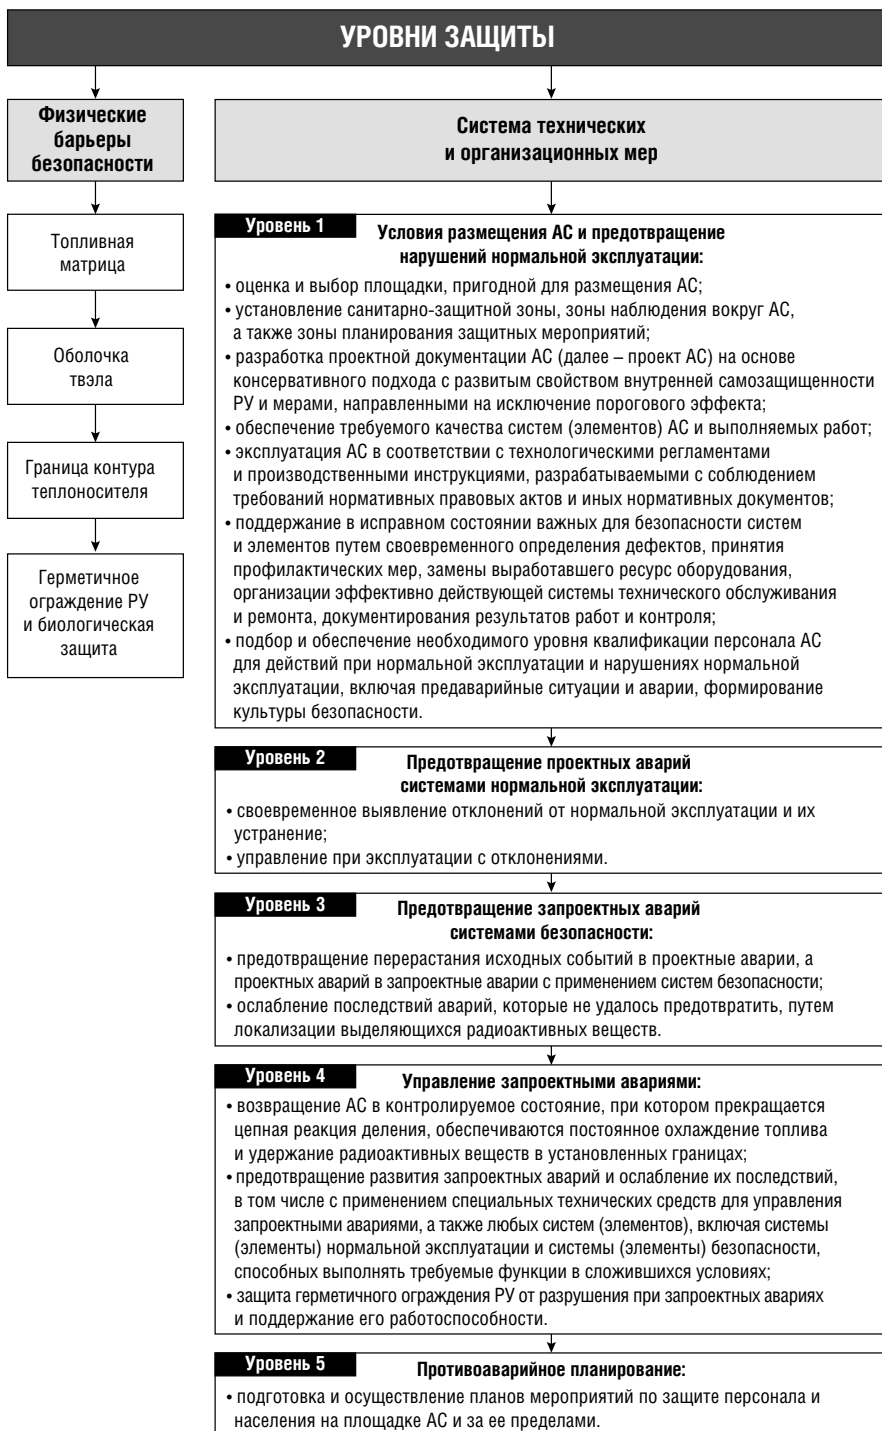 УРОВНИ ЗАЩИТЫ
Физические
барьеры
безопасности
Топливная
матрица
Оболочка
твэла
Граница контура
теплоносителя
Герметичное
ограждение РУ
и биологическая
защита
Система технических
и организационных мер
Уровень 1
Условия размещения АС и предотвращение
нарушений нормальной эксплуатации:
• оценка и выбор площадки, пригодной для размещения АС;
• установление санитарно-защитной зоны, зоны наблюдения вокруг АС,
а также зоны планирования защитных мероприятий;
• разработка проектной документации АС (далее – проект АС) на основе
консервативного подхода с развитым свойством внутренней самозащищенности
РУ и мерами, направленными на исключение порогового эффекта;
• обеспечение требуемого качества систем (элементов) АС и выполняемых работ;
• эксплуатация АС в соответствии с технологическими регламентами
и производственными инструкциями, разрабатываемыми с соблюдением
требований нормативных правовых актов и иных нормативных документов;
• поддержание в исправном состоянии важных для безопасности систем
и элементов путем своевременного определения дефектов, принятия
профилактических мер, замены выработавшего ресурс оборудования,
организации эффективно действующей системы технического обслуживания
и ремонта, документирования результатов работ и контроля;
• подбор и обеспечение необходимого уровня квалификации персонала АС
для действий при нормальной эксплуатации и нарушениях нормальной
эксплуатации, включая предаварийные ситуации и аварии, формирование
культуры безопасности.
Уровень 2
Предотвращение проектных аварий
системами нормальной эксплуатации:
• своевременное выявление отклонений от нормальной эксплуатации и их
устранение;
• управление при эксплуатации с отклонениями.
Уровень 3
Предотвращение запроектных аварий
системами безопасности:
• предотвращение перерастания исходных событий в проектные аварии, а
проектных аварий в запроектные аварии с применением систем безопасности;
• ослабление последствий аварий, которые не удалось предотвратить, путем
локализации выделяющихся радиоактивных веществ.
Уровень 4
Управление запроектными авариями:
• возвращение АС в контролируемое состояние, при котором прекращается
цепная реакция деления, обеспечиваются постоянное охлаждение топлива
и удержание радиоактивных веществ в установленных границах;
• предотвращение развития запроектных аварий и ослабление их последствий,
в том числе с применением специальных технических средств для управления
запроектными авариями, а также любых систем (элементов), включая системы
(элементы) нормальной эксплуатации и системы (элементы) безопасности,
способных выполнять требуемые функции в сложившихся условиях;
• защита герметичного ограждения РУ от разрушения при запроектных авариях
и поддержание его работоспособности.
Уровень 5
Противоаварийное планирование:
• подготовка и осуществление планов мероприятий по защите персонала и
населения на площадке АС и за ее пределами.